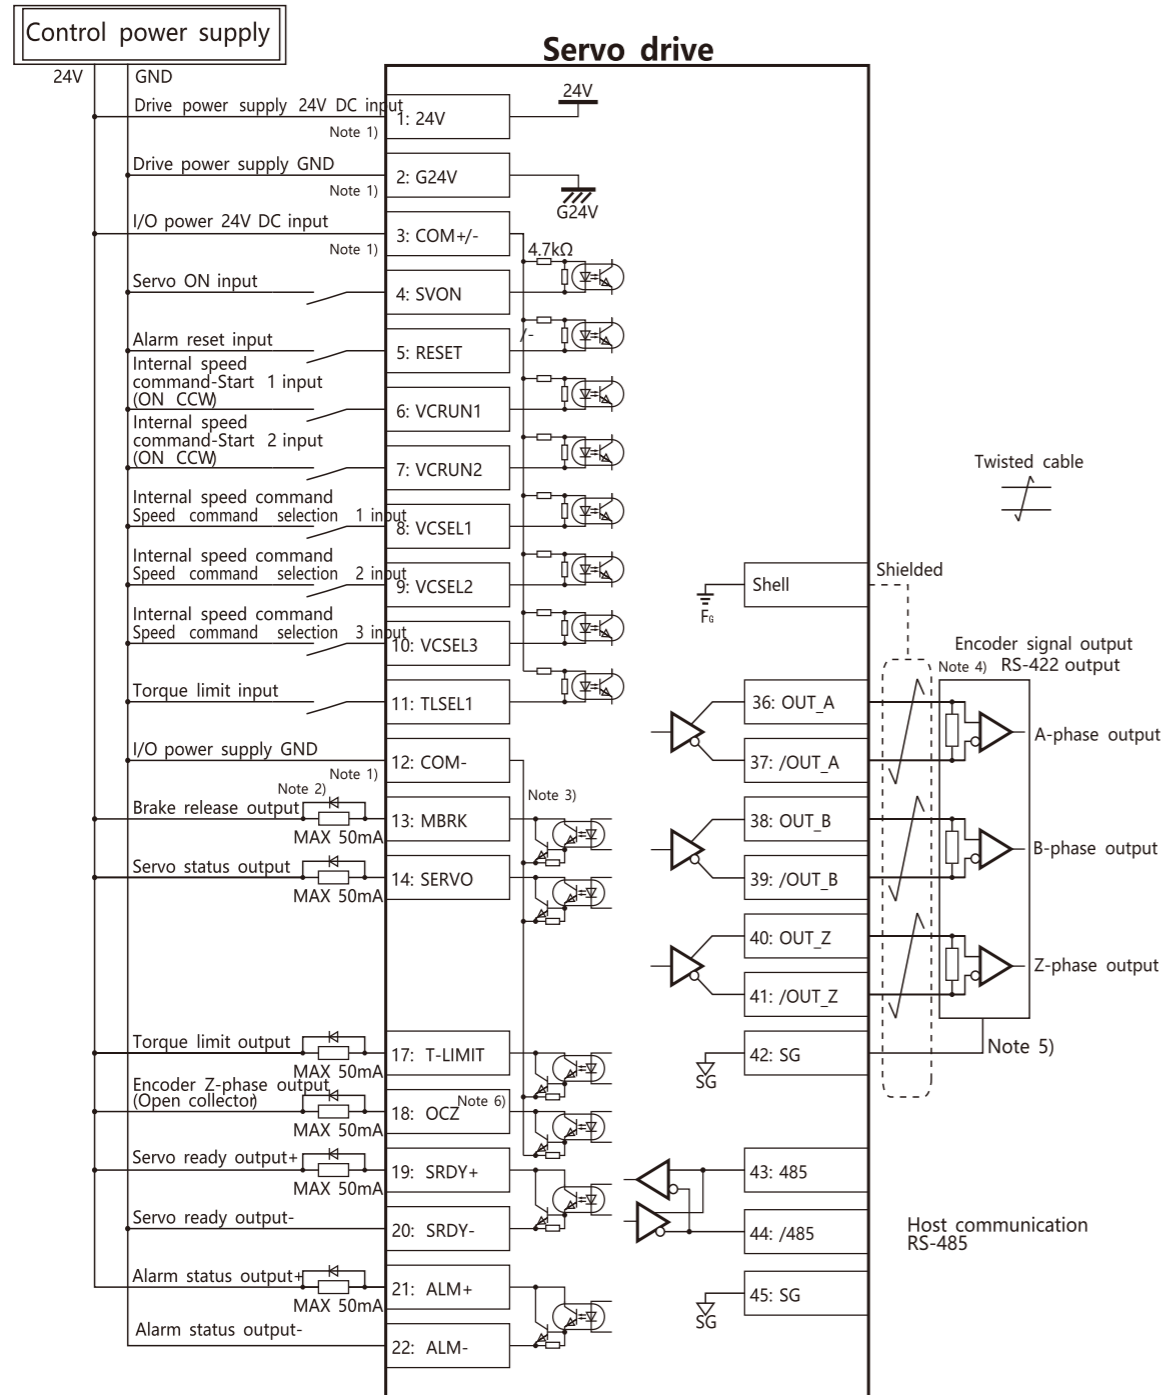 Control power supply
24V
GND
Servo drive
Drive power supply 24V DC input
Note 1)
1: 24V
24V
Drive power supply GND
Note 1)
2: G24V
G24V
I/O power 24V DC input
Note 1)
3: COM+/-
4.7kΩ
Servo ON input
4: SVON
/-
Alarm reset input
5: RESET
Internal speed
command-Start 1 input
(ON CCW)
6: VCRUN1
Internal speed
command-Start 2 input
(ON CCW)
7: VCRUN2
Internal speed command
Speed command selection 1 input
8: VCSEL1
Internal speed command
Speed command selection 2 input
9: VCSEL2
Internal speed command
Speed command selection 3 input
10: VCSEL3
Torque limit input
11: TLSEL1
I/O power supply GND
Note 1)
12: COM-
Note 2)
Brake release output
MAX 50mA
13: MBRK
Note 3)
Servo status output
MAX 50mA
14: SERVO
Torque limit output
MAX 50mA
17: T-LIMIT
Encoder Z-phase output
(Open collector)
MAX 50mA
18: OCZ
Note 6)
Servo ready output+
MAX 50mA
19: SRDY+
Servo ready output-
20: SRDY-
Alarm status output+
MAX 50mA
21: ALM+
Alarm status output-
22: ALM-
Twisted cable
Shell
FG
Shielded
Encoder signal output
Note 4) RS-422 output
36: OUT_A
37: /OUT_A
A-phase output
38: OUT_B
39: /OUT_B
B-phase output
40: OUT_Z
41: /OUT_Z
Z-phase output
42: SG
SG
Note 5)
43: 485
44: /485
Host communication
RS-485
45: SG
SG